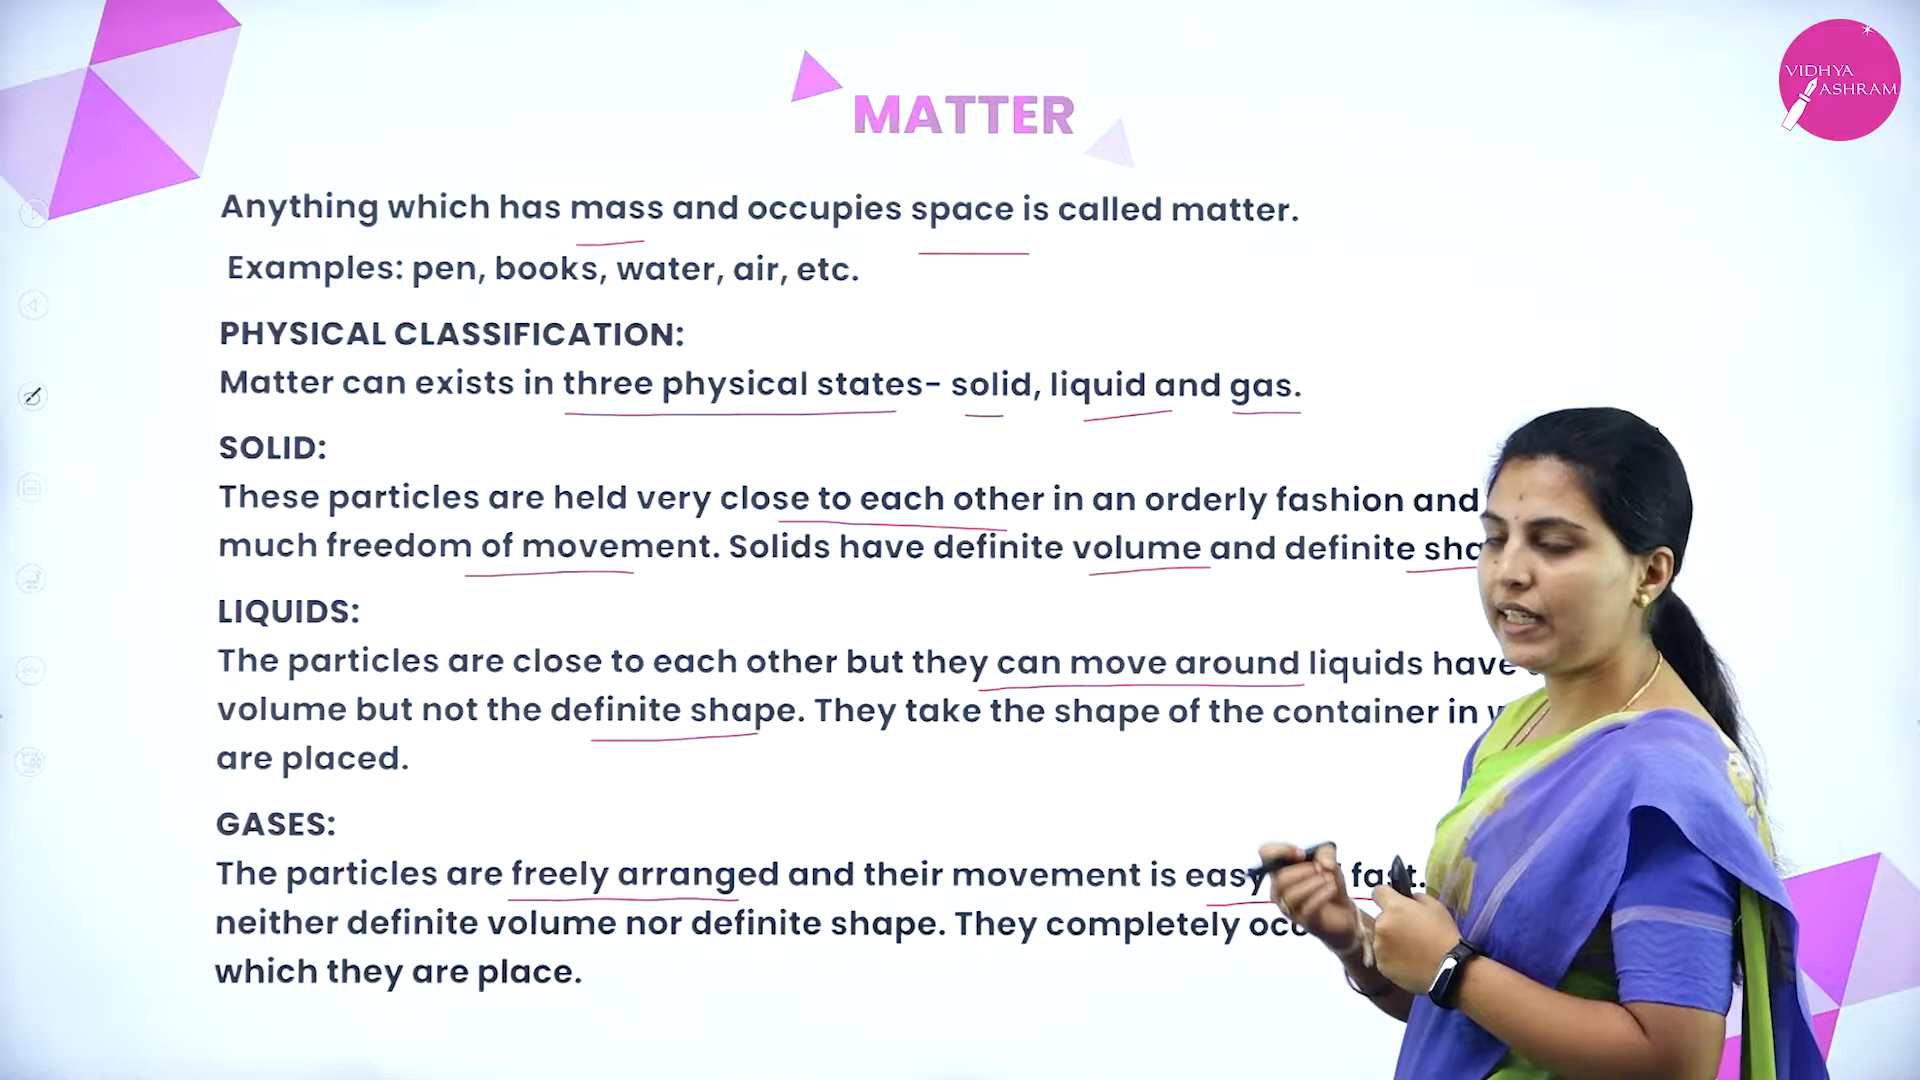 VIDHYA
ASHRAM
MATTER
Anything which has mass and occupies space is called matter.
Examples: pen, books, water, air, etc.
PHYSICAL CLASSIFICATION:
Matter can exists in three physical states- solid, liquid and gas.
SOLID:
These particles are held very close to each other in an orderly fashion and
much freedom of movement. Solids have definite volume and definite
LIQUIDS:
The particles are close to each other but they can move around liquids have
volume but not the definite shape. They take the shape of the container in
are placed.
GASES:
The particles are freely arranged and their movement is easy fast.
neither definite volume nor definite shape. They completely
which they are place.